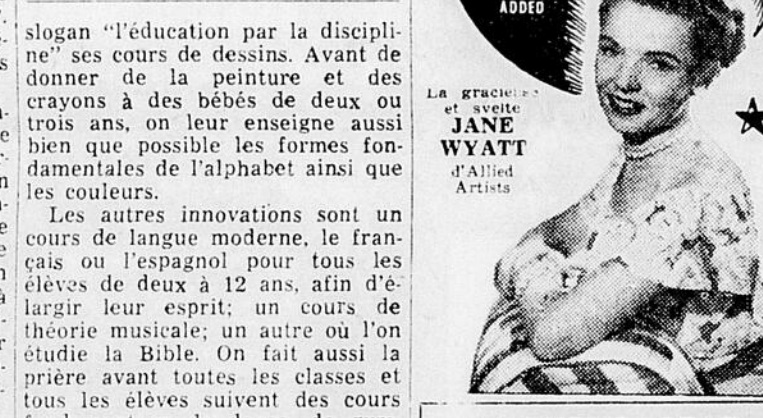 slogan “l'éducation par la discipli-
ne” ses cours de dessins. Avant de
donner de la peinture et des
crayons à des bébés de deux ou
trois ans, on leur enseigne aussi
bien que possible les formes fon-
damentales de l'alphabet ainsi que
les couleurs.
Les autres innovations sont un
cours de langue moderne, le fran-
çais ou l'espagnol pour tous les
élèves de deux à 12 ans, afin d'é-
largir leur esprit; un cours de
théorie musicale; un autre où l'on
étudie la Bible. On fait aussi la
prière avant toutes les classes et
tous les élèves suivent des cours
ADDED
La
et svelte
JANE
WYATT
d'Allied
Artists